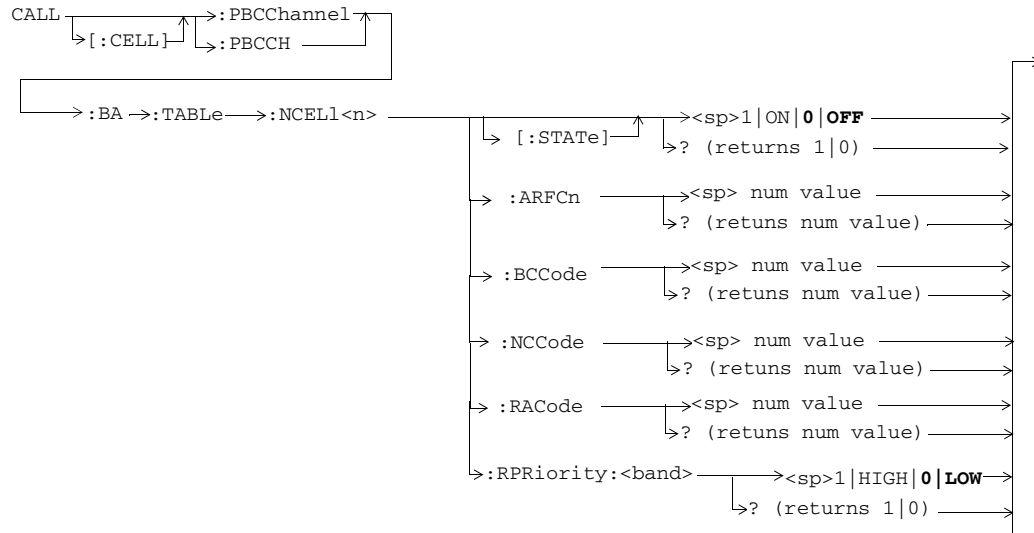 CALL :PBCChannel
[:CELL] :PBCCH
:BA :TABLe :NCELl<n> <sp>1|ON|0|OFF
[:STATe] ? (returns 1|0)
:ARFCn <sp> num value
? (retuns num value)
:BCCode <sp> num value
? (retuns num value)
:NCCode <sp> num value
? (retuns num value)
:RACode <sp> num value
? (retuns num value)
:RPRiority:<band> <sp>1|HIGH|0|LOW
? (returns 1|0)